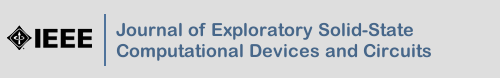 IEEE
Journal of Exploratory Solid-State
Computational Devices and Circuits